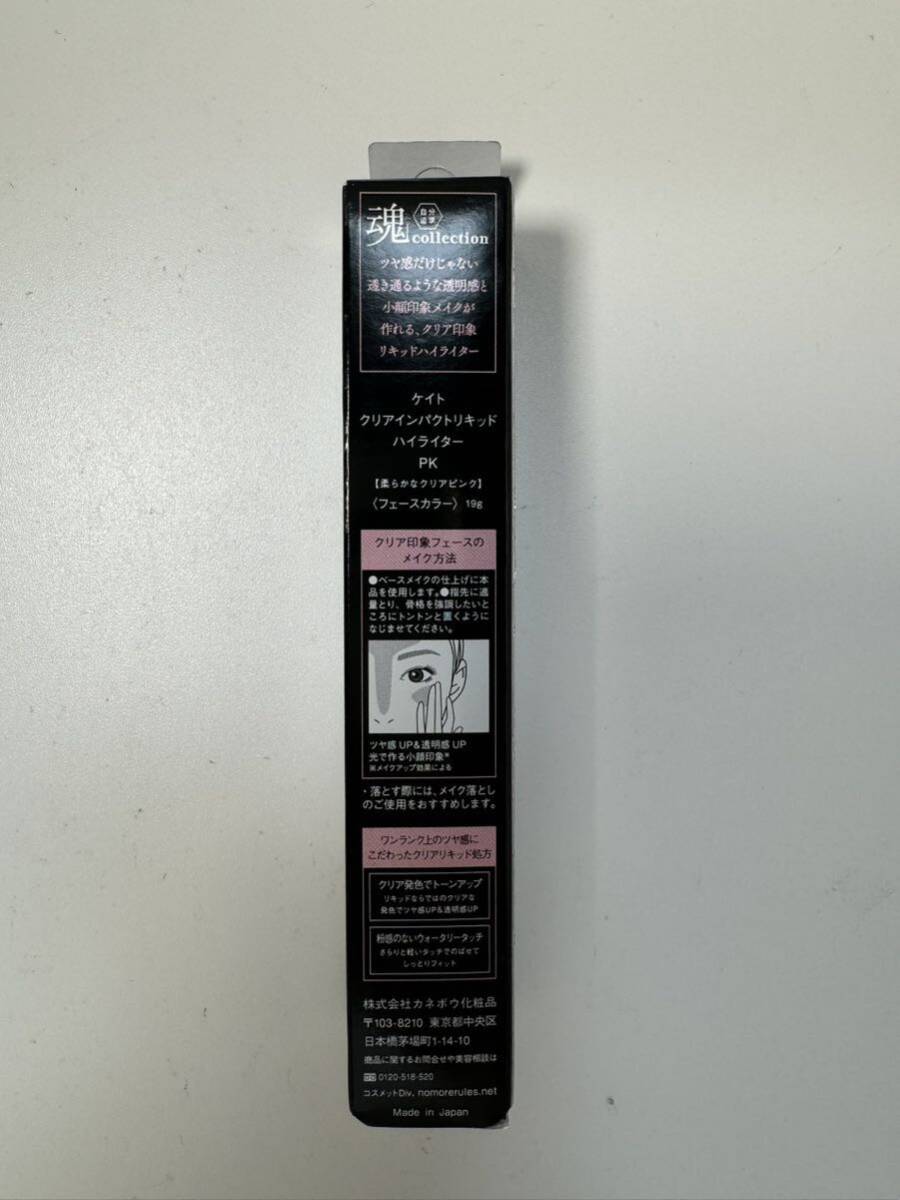 魂
collection
ツヤ感だけじゃない
透き通るような透明感と
小顔印象メイクが
作れる、クリア印象
リキッドハイライター
ケイト
クリアインパクトリキッド
ハイライター
PK
【柔らかなクリアピンク】
〈フェースカラー〉 19g
クリア印象フェースの
メイク方法
●ベースメイクの仕上げに本
品を使用します。●指先に適
量とり、骨格を強調したいと
ころにトントンと置くように
なじませてください。
ツヤ感UP&透明感UP
光で作る小顔印象*
※メイクアップ効果による
・落とす際には、メイク落とし
のご使用をおすすめします。
ワンランク上のツヤ感に
こだわったクリアリキッド処方
クリア発色でトーンアップ
リキッドならではのクリアな
発色でツヤ感UP&透明感UP
粉感のないウォータリータッチ
さらりと軽いタッチでのばせて
しっとりフィット
株式会社カネボウ化粧品
〒103-8210 東京都中央区
日本橋茅場町1-14-10
商品に関するお問合せや美容相談は
0120-518-520
コスメットDiv. nomorerules.net
Made in Japan